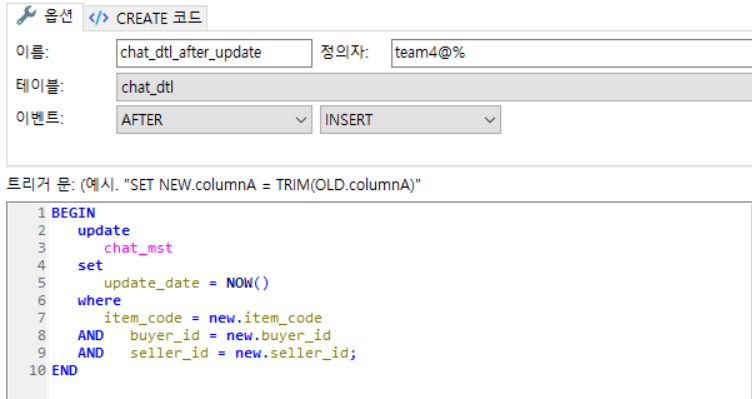 옵션 </> CREATE 코드
이름: chat_dtl_after_update 정의자: team4@%
테이블: chat_dtl
이벤트: AFTER INSERT
트리거 문: (예시. "SET NEW.columnA = TRIM(OLD.columnA)"
1 BEGIN
2 update
3 chat_mst
4 set
5 update_date = NOW()
6 where
7 item_code = new.item_code
8 AND buyer_id = new.buyer_id
9 AND seller_id = new.seller_id;
10 END